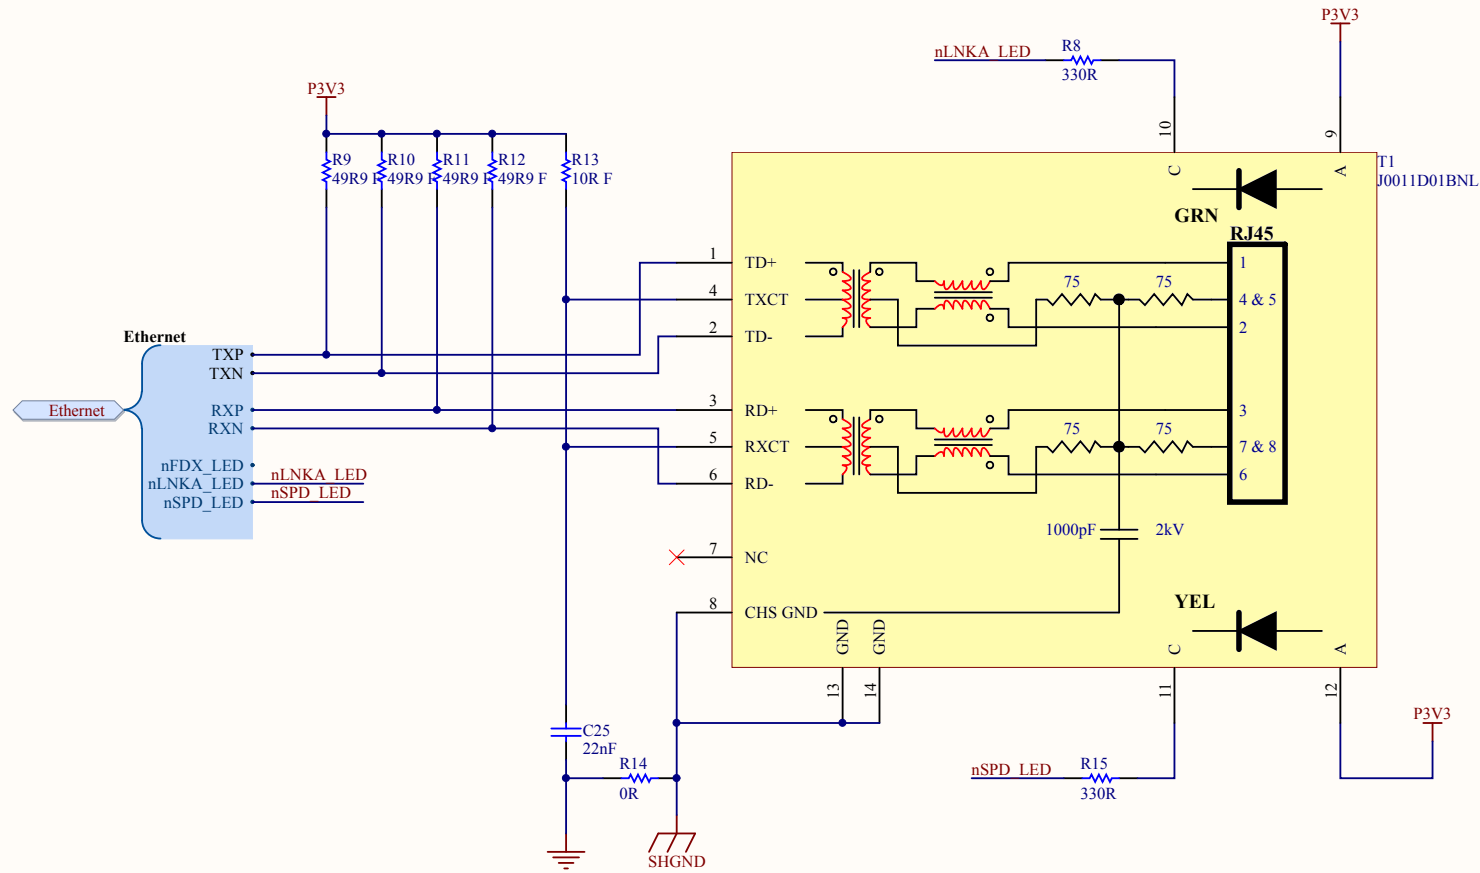 P3V3
nLNKA_LED
R8
330R
P3V3
10
9
C
A
T1
J0011D01BNL
GRN
RJ45
R9
49R9 F
R10
49R9 F
R11
49R9 F
R12
49R9 F
R13
10R F
1
TD+
4
TXCT
2
TD-
75
75
1
4 & 5
2
Ethernet
TXP
TXN
RXP
RXN
nFDX_LED
nLNKA_LED
nSPD_LED
Ethernet
nLNKA_LED
nSPD_LED
3
RD+
5
RXCT
6
RD-
75
75
3
7 & 8
6
1000pF
2kV
7
NC
8
CHS GND
GND
GND
YEL
C
A
13
14
11
12
C25
22nF
R14
0R
SHGND
nSPD_LED
R15
330R
P3V3